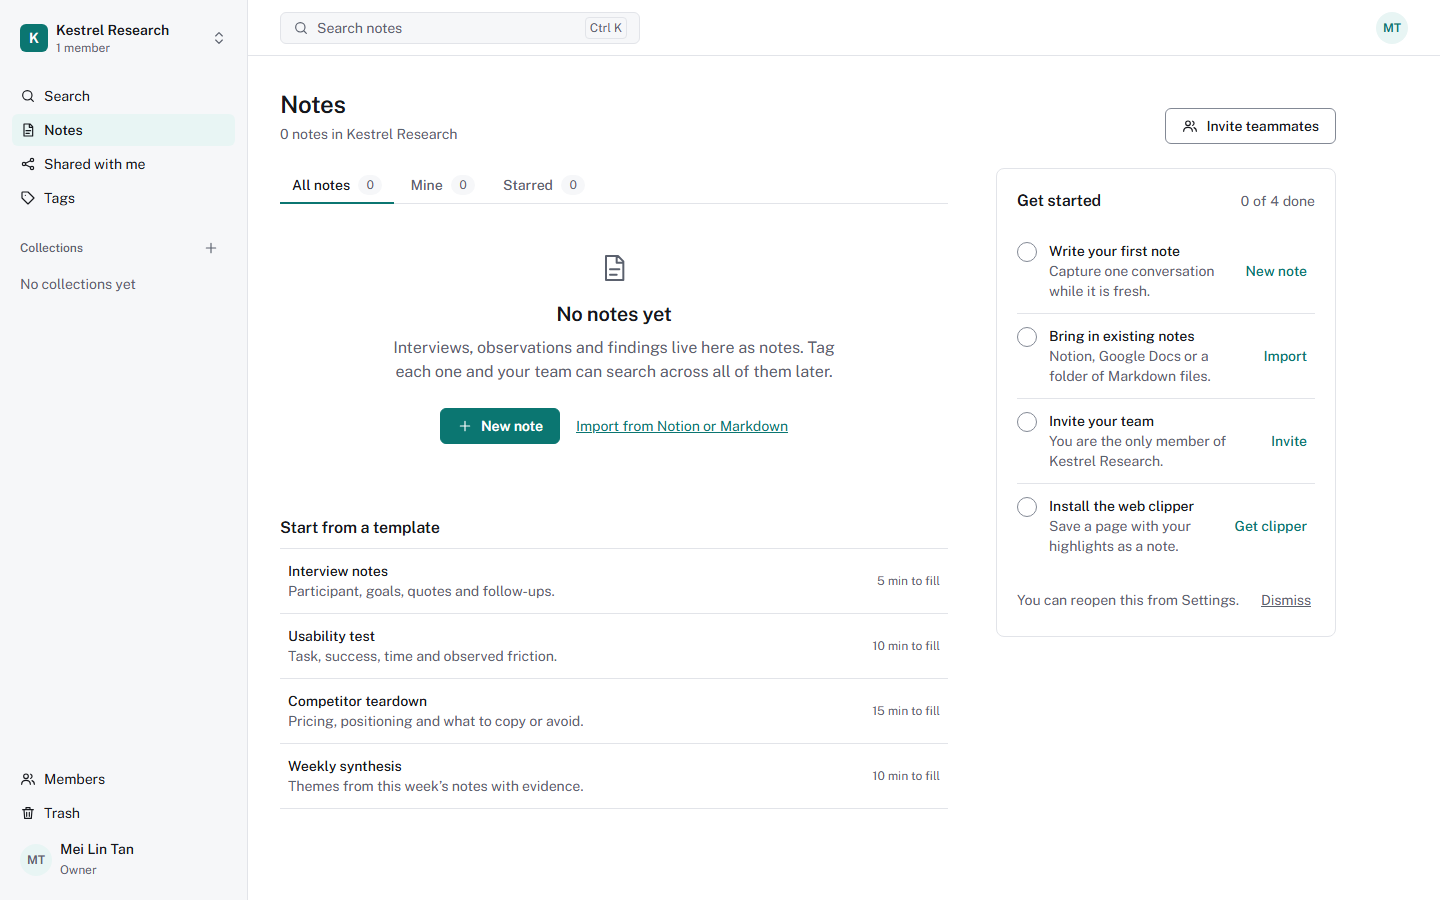 K
Kestrel Research
1 member
Search
Notes
Shared with me
Tags
Collections
No collections yet
Members
Trash
MT
Mei Lin Tan
Owner
Search notes
Ctrl K
MT
Notes
0 notes in Kestrel Research
Invite teammates
All notes 0
Mine 0
Starred 0
No notes yet
Interviews, observations and findings live here as notes. Tag
each one and your team can search across all of them later.
New note
Import from Notion or Markdown
Start from a template
Interview notes
Participant, goals, quotes and follow-ups.
5 min to fill
Usability test
Task, success, time and observed friction.
10 min to fill
Competitor teardown
Pricing, positioning and what to copy or avoid.
15 min to fill
Weekly synthesis
Themes from this week's notes with evidence.
10 min to fill
Get started
0 of 4 done
Write your first note
Capture one conversation
while it is fresh.
New note
Bring in existing notes
Notion, Google Docs or a
folder of Markdown files.
Import
Invite your team
You are the only member of
Kestrel Research.
Invite
Install the web clipper
Save a page with your
highlights as a note.
Get clipper
You can reopen this from Settings.
Dismiss